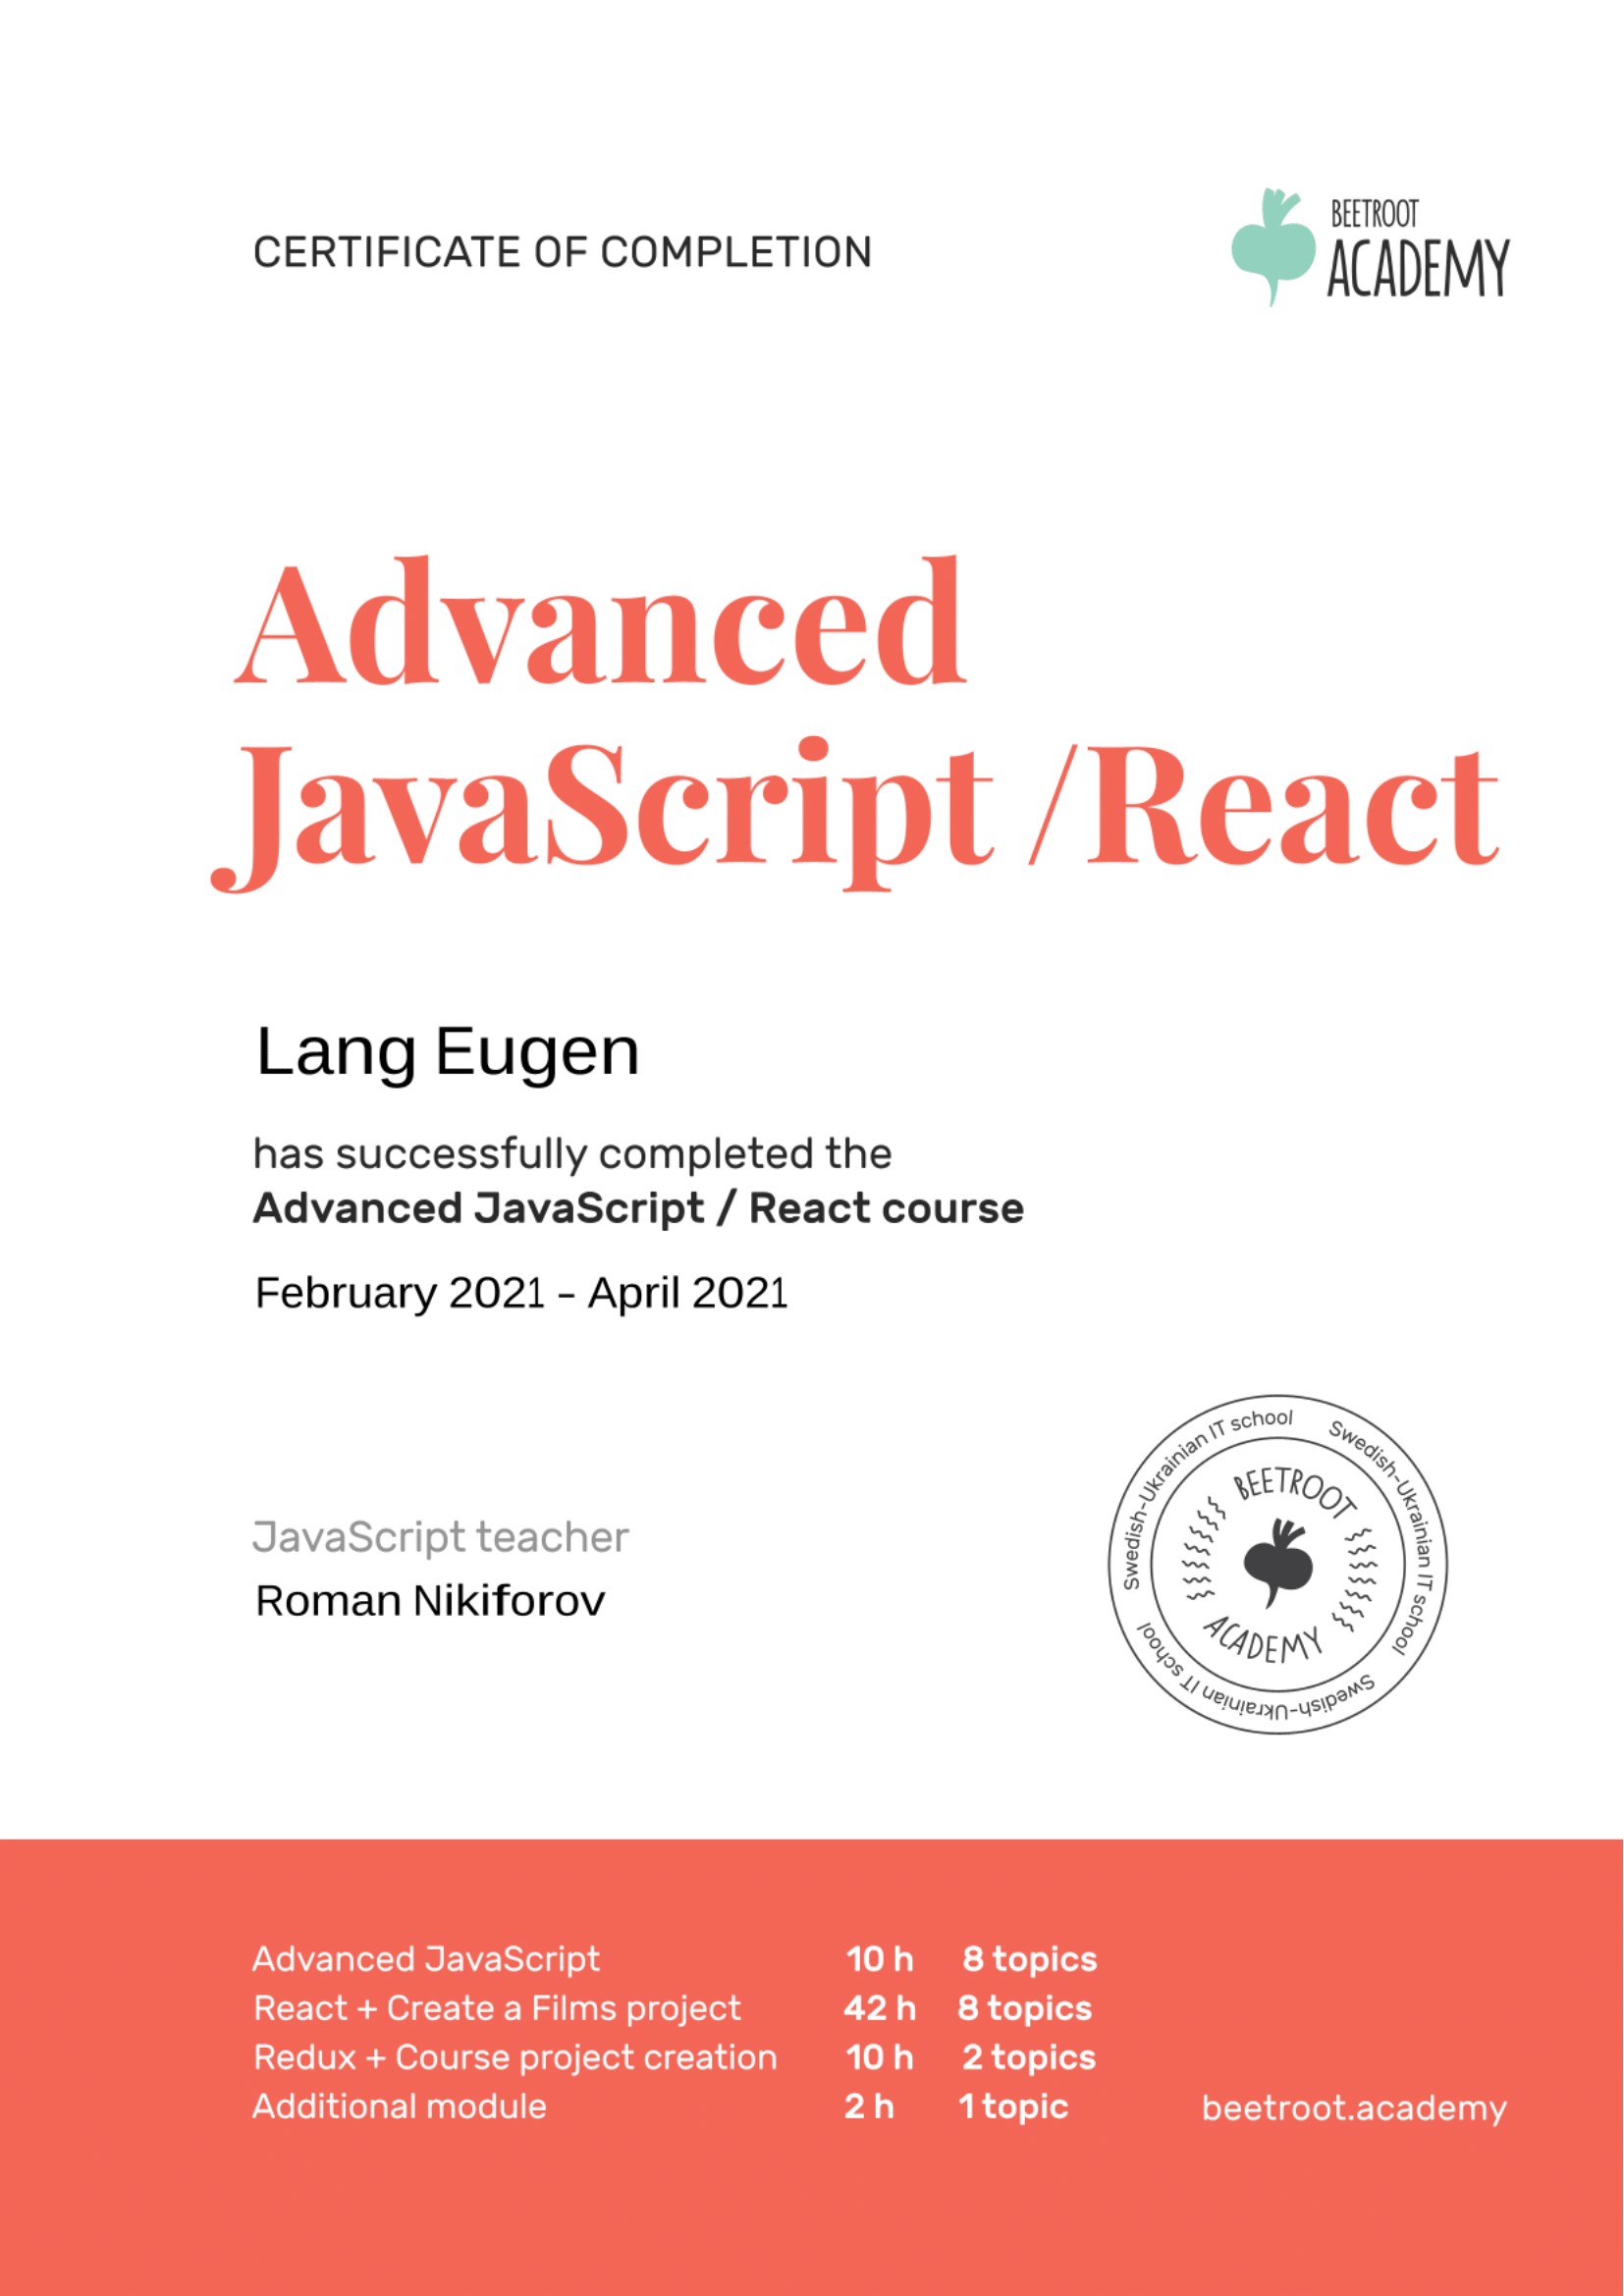 CERTIFICATE OF COMPLETION
BEETROOT
ACADEMY
Advanced
JavaScript /React
Lang Eugen
has successfully completed the
Advanced JavaScript / React course
February 2021 - April 2021
JavaScript teacher
Roman Nikiforov
Swedish-Ukrainian IT school
Swedish-Ukrainian IT school
Swedish-Ukrainian IT school
BEETROOT
ACADEMY
Advanced JavaScript 10 h 8 topics
React + Create a Films project 42 h 8 topics
Redux + Course project creation 10 h 2 topics
Additional module 2 h 1 topic
beetroot.academy